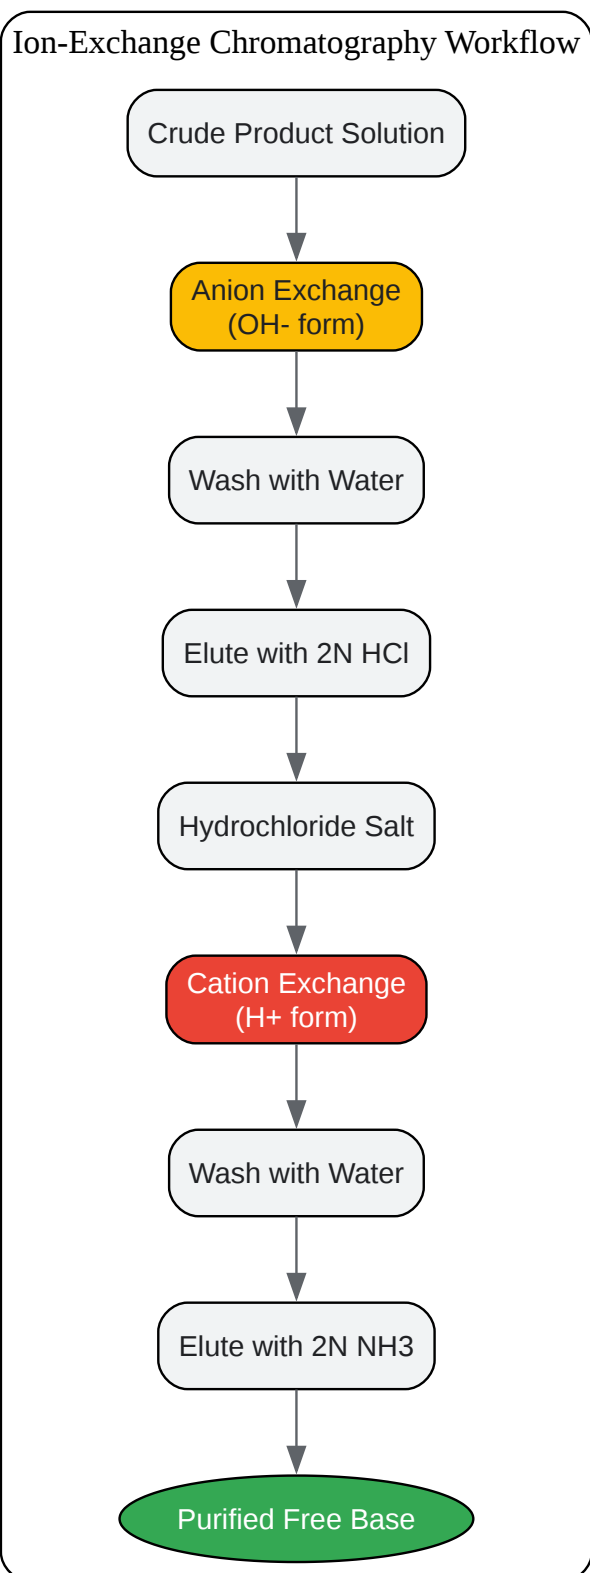 Ion-Exchange Chromatography Workflow
Crude Product Solution
Anion Exchange
(OH- form)
Wash with Water
Elute with 2N HCl
Hydrochloride Salt
Cation Exchange
(H+ form)
Wash with Water
Elute with 2N NH3
Purified Free Base